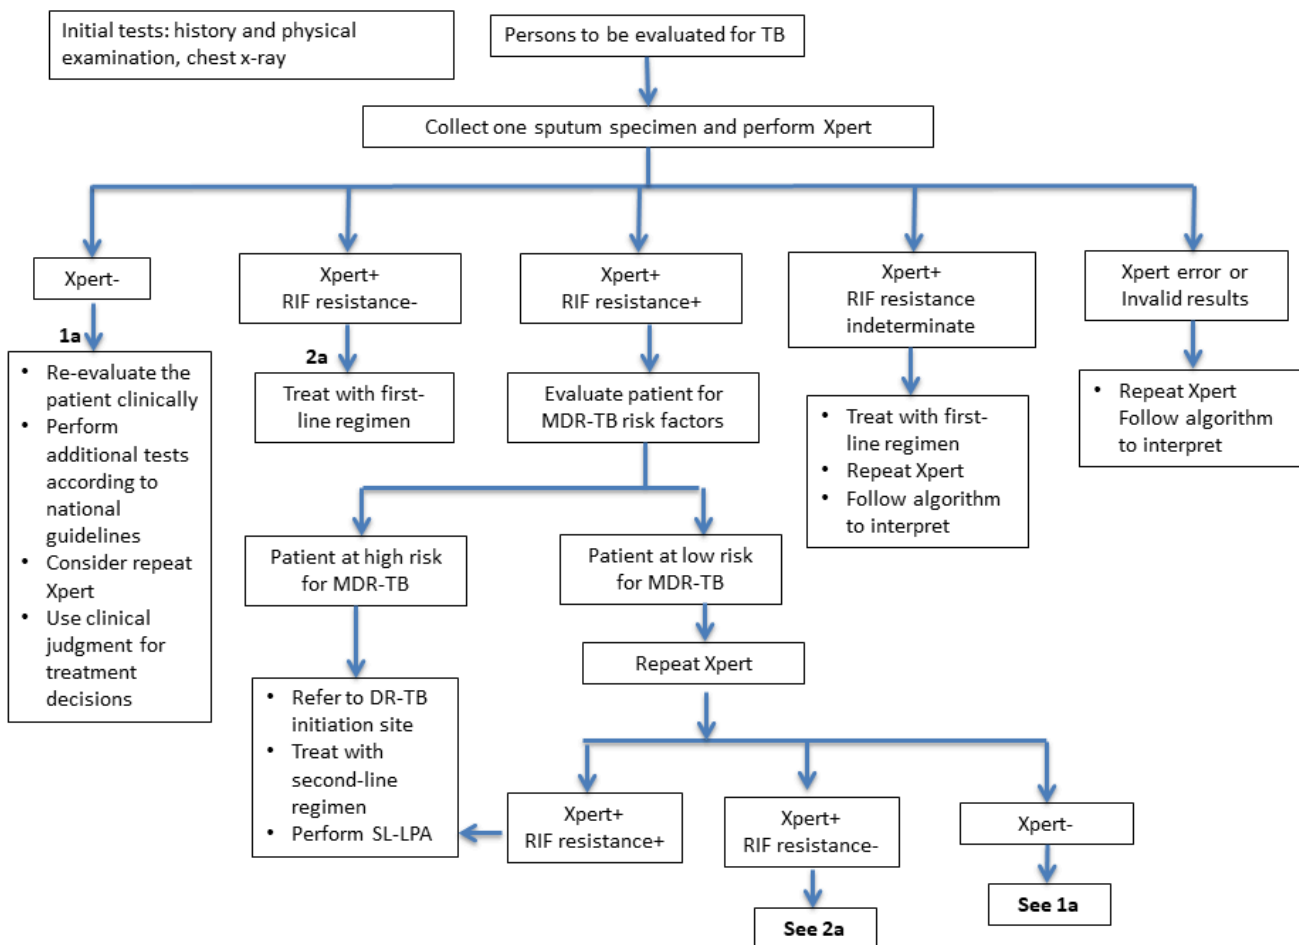 Initial tests: history and physical
examination, chest x-ray
Persons to be evaluated for TB
Collect one sputum specimen and perform Xpert
Xpert-
Xpert+
RIF resistance-
Xpert+
RIF resistance+
Xpert+
RIF resistance
indeterminate
Xpert error or
Invalid results
1a
• Re-evaluate the
patient clinically
• Perform
additional tests
according to
national
guidelines
• Consider repeat
Xpert
• Use clinical
judgment for
treatment
decisions
2a
Treat with first-
line regimen
Evaluate patient for
MDR-TB risk factors
• Treat with first-
line regimen
• Repeat Xpert
• Follow algorithm
to interpret
• Repeat Xpert
Follow algorithm
to interpret
Patient at high risk
for MDR-TB
Patient at low risk
for MDR-TB
Repeat Xpert
• Refer to DR-TB
initiation site
• Treat with
second-line
regimen
• Perform SL-LPA
Xpert+
RIF resistance+
Xpert+
RIF resistance-
Xpert-
See 2a
See 1a